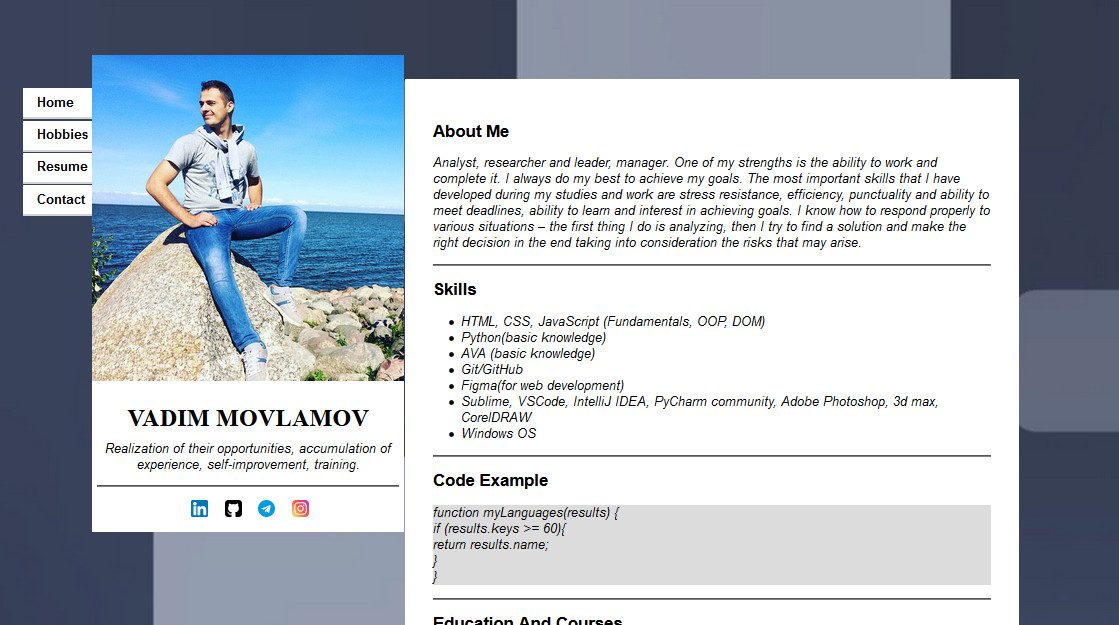 Home
Hobbies
Resume
Contact
VADIM MOVLAMOV
Realization of their opportunities, accumulation of
experience, self-improvement, training.
About Me
Analyst, researcher and leader, manager. One of my strengths is the ability to work and
complete it. I always do my best to achieve my goals. The most important skills that I have
developed during my studies and work are stress resistance, efficiency, punctuality and ability to
meet deadlines, ability to learn and interest in achieving goals. I know how to respond properly to
various situations – the first thing I do is analyzing, then I try to find a solution and make the
right decision in the end taking into consideration the risks that may arise.
Skills
• HTML, CSS, JavaScript (Fundamentals, OOP, DOM)
• Python(basic knowledge)
• AVA (basic knowledge)
• Git/GitHub
• Figma(for web development)
• Sublime, VSCode, IntelliJ IDEA, PyCharm community, Adobe Photoshop, 3d max,
CorelDRAW
• Windows OS
Code Example
function myLanguages(results) {
if (results.keys >= 60){
return results.name;
}
}
Education And Courses